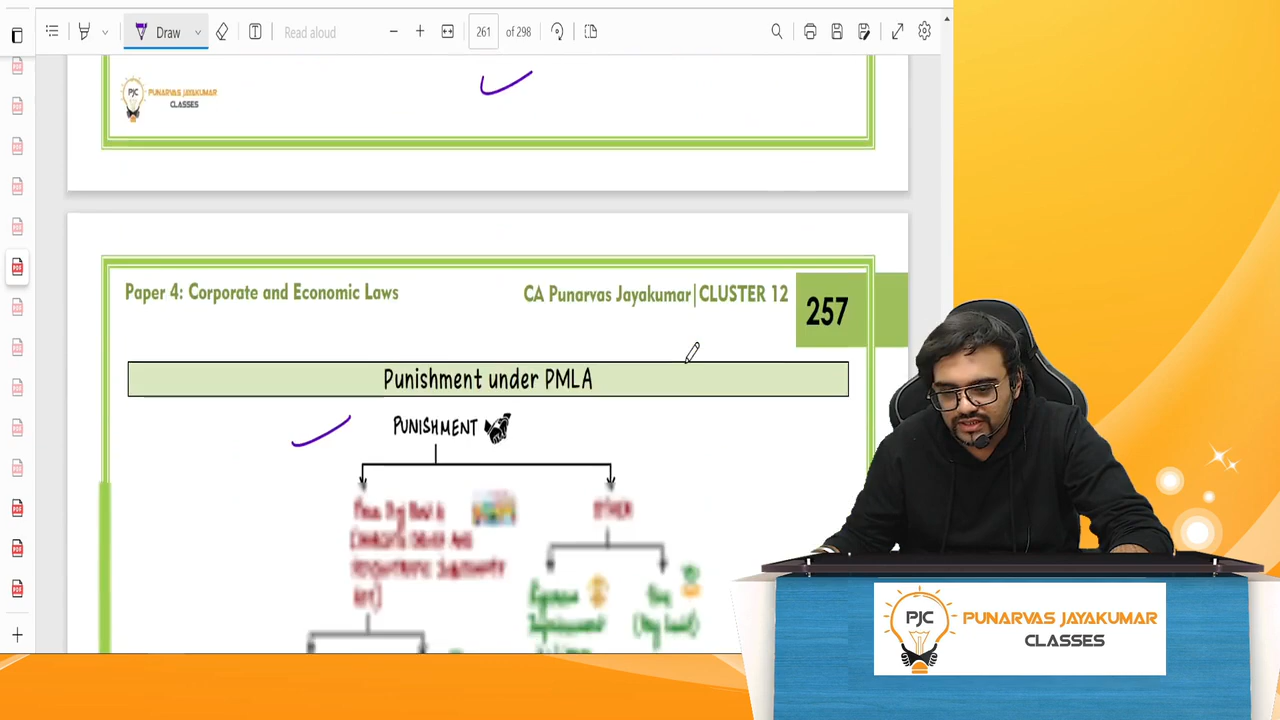 Draw
Read aloud
261 of 298
PJC PUNARVAS JAYAKUMAR
CLASSES
Paper 4: Corporate and Economic Laws
CA Punarvas Jayakumar|CLUSTER 12
257
Punishment under PMLA
PUNISHMENT
OTHER
PJC PUNARVAS JAYAKUMAR
CLASSES